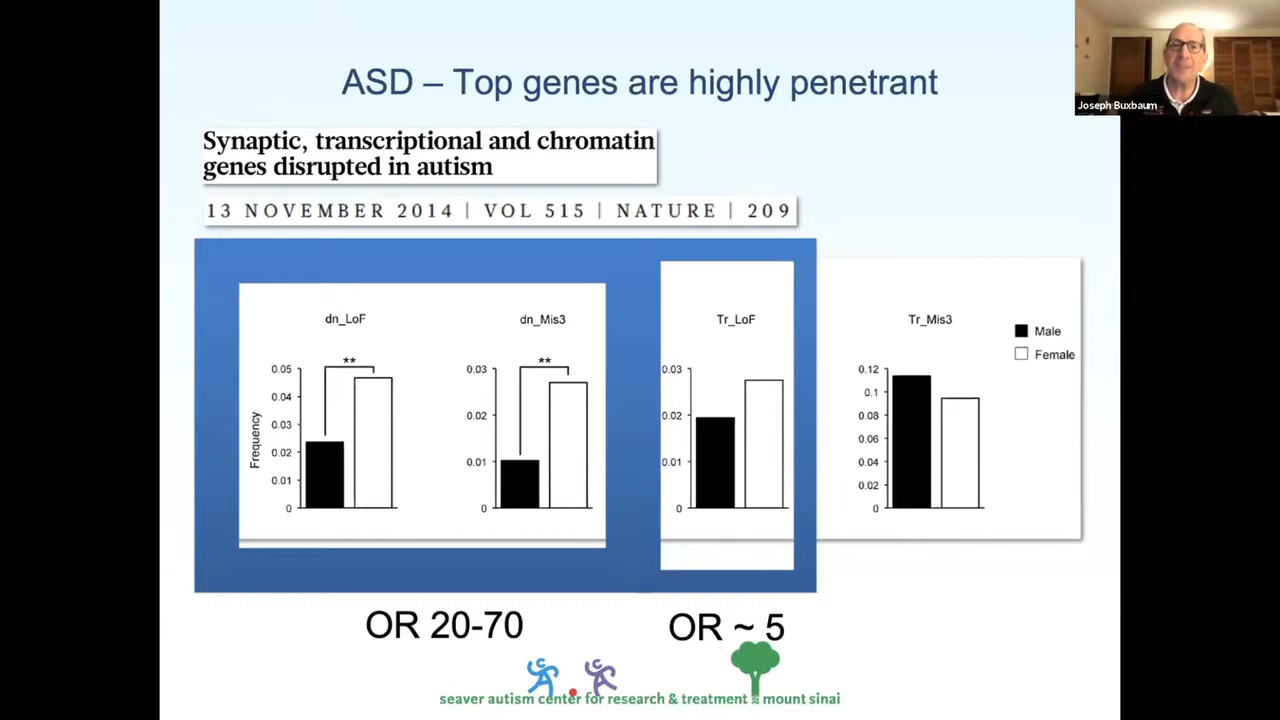 Joseph Buxbaum
ASD – Top genes are highly penetrant
Synaptic, transcriptional and chromatin
genes disrupted in autism
13 NOVEMBER 2014 | VOL 515 | NATURE | 209
dn_LoF
**
Frequency
0.05
0.04
0.03
0.02
0.01
0
dn_Mis3
**
0.03
0.02
0.01
0
Tr_LoF
0.03
0.02
0.01
0
Tr_Mis3
0.12
0.1
0.08
0.06
0.04
0.02
0
Male
Female
OR 20-70
OR ~ 5
seaver autism center for research & treatment @ mount sinai